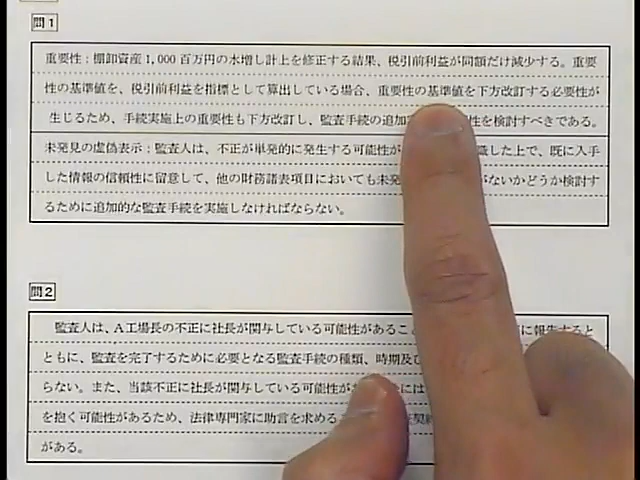 問1
重要性：棚卸資産1,000百万円の水増し計上を修正する結果、税引前利益が同額だけ減少する。重要
性の基準値を、税引前利益を指標として算出している場合、重要性の基準値を下方改訂する必要性が
生じるため、手続実施上の重要性も下方改訂し、監査手続の追加 性を検討すべきである。
未発見の虚偽表示：監査人は、不正が単発的に発生する可能性が 識した上で、既に入手
した情報の信頼性に留意して、他の財務諸表項目においても未発 がないかどうか検討す
るために追加的な監査手続を実施しなければならない。
問2
監査人は、A工場長の不正に社長が関与している可能性があるこ に報告すると
ともに、監査を完了するために必要となる監査手続の種類、時期及び
らない。また、当該不正に社長が関与している可能性が には
を抱く可能性があるため、法律専門家に助言を求める 契約
がある。